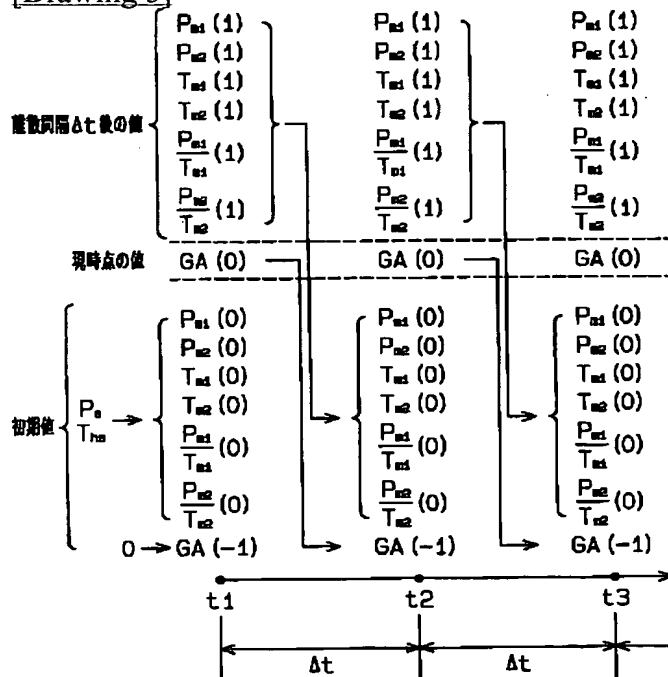 [Drawing 5]
Pm1(1) Pm1(1) Pm1(1)
Pm2(1) Pm2(1) Pm2(1)
Tm1(1) Tm1(1) Tm1(1)
離散間隔Δt後の値 Tm2(1) Tm2(1) Tm2(1)
Pm1/Tm1(1) Pm1/Tm1(1) Pm1/Tm1(1)
Pm2/Tm2(1) Pm2/Tm2(1) Pm2/Tm2(1)
現時点の値 GA(0) GA(0) GA(0)
Pm1(0) Pm1(0) Pm1(0)
Pm2(0) Pm2(0) Pm2(0)
Tm1(0) Tm1(0) Tm1(0)
初期値 Pa Tha → Tm2(0) Tm2(0) Tm2(0)
Pm1/Tm1(0) Pm1/Tm1(0) Pm1/Tm1(0)
Pm2/Tm2(0) Pm2/Tm2(0) Pm2/Tm2(0)
0 → GA(-1) → GA(-1) → GA(-1)
t1 t2 t3
Δt Δt